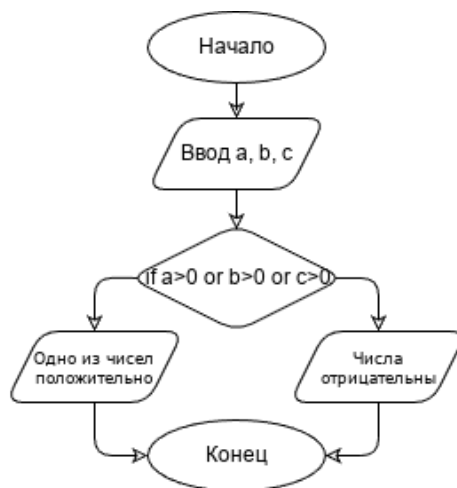 Начало
Ввод a, b, c
if a>0 or b>0 or c>0
Одно из чисел
положительно
Числа
отрицательны
Конец